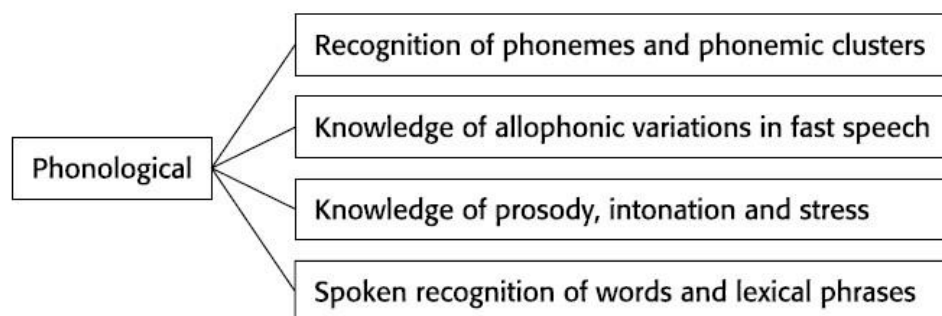 Phonological
Recognition of phonemes and phonemic clusters
Knowledge of allophonic variations in fast speech
Knowledge of prosody, intonation and stress
Spoken recognition of words and lexical phrases